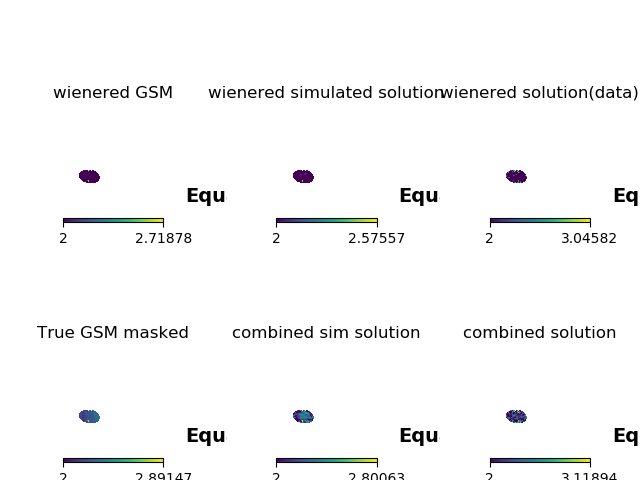 wienered GSM wienered simulated solution wienered solution(data)
Equ Equ Eq
2 2.71878 2 2.57557 2 3.04582
True GSM masked combined sim solution combined solution
Equ Equ Eq
2 2.89147 2 2.80063 2 3.11894